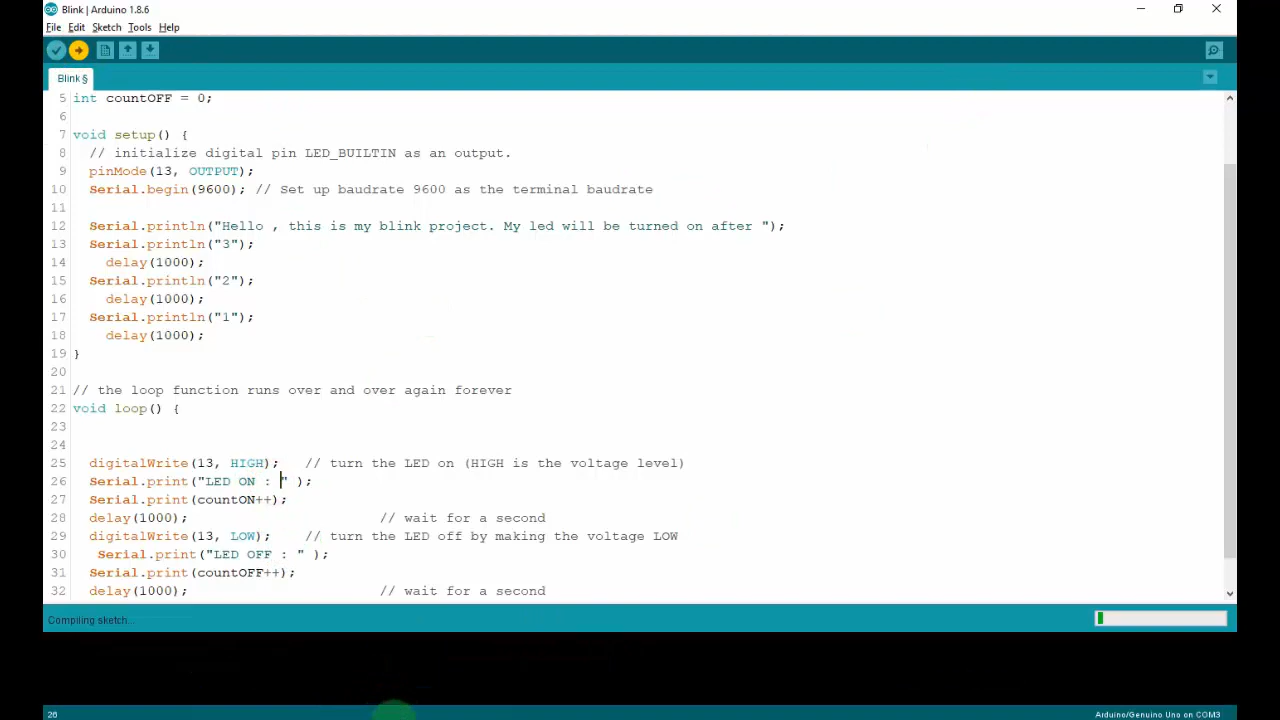 Blink | Arduino 1.8.6
File Edit Sketch Tools Help
Blink §
5 int countOFF = 0;
6
7 void setup() {
8 // initialize digital pin LED_BUILTIN as an output.
9 pinMode(13, OUTPUT);
10 Serial.begin(9600); // Set up baudrate 9600 as the terminal baudrate
11
12 Serial.println("Hello , this is my blink project. My led will be turned on after ");
13 Serial.println("3");
14 delay(1000);
15 Serial.println("2");
16 delay(1000);
17 Serial.println("1");
18 delay(1000);
19 }
20
21 // the loop function runs over and over again forever
22 void loop() {
23
24
25 digitalWrite(13, HIGH); // turn the LED on (HIGH is the voltage level)
26 Serial.print("LED ON : " );
27 Serial.print(countON++);
28 delay(1000); // wait for a second
29 digitalWrite(13, LOW); // turn the LED off by making the voltage LOW
30 Serial.print("LED OFF : " );
31 Serial.print(countOFF++);
32 delay(1000); // wait for a second
Compiling sketch...
26 Arduino/Genuino Uno on COM3